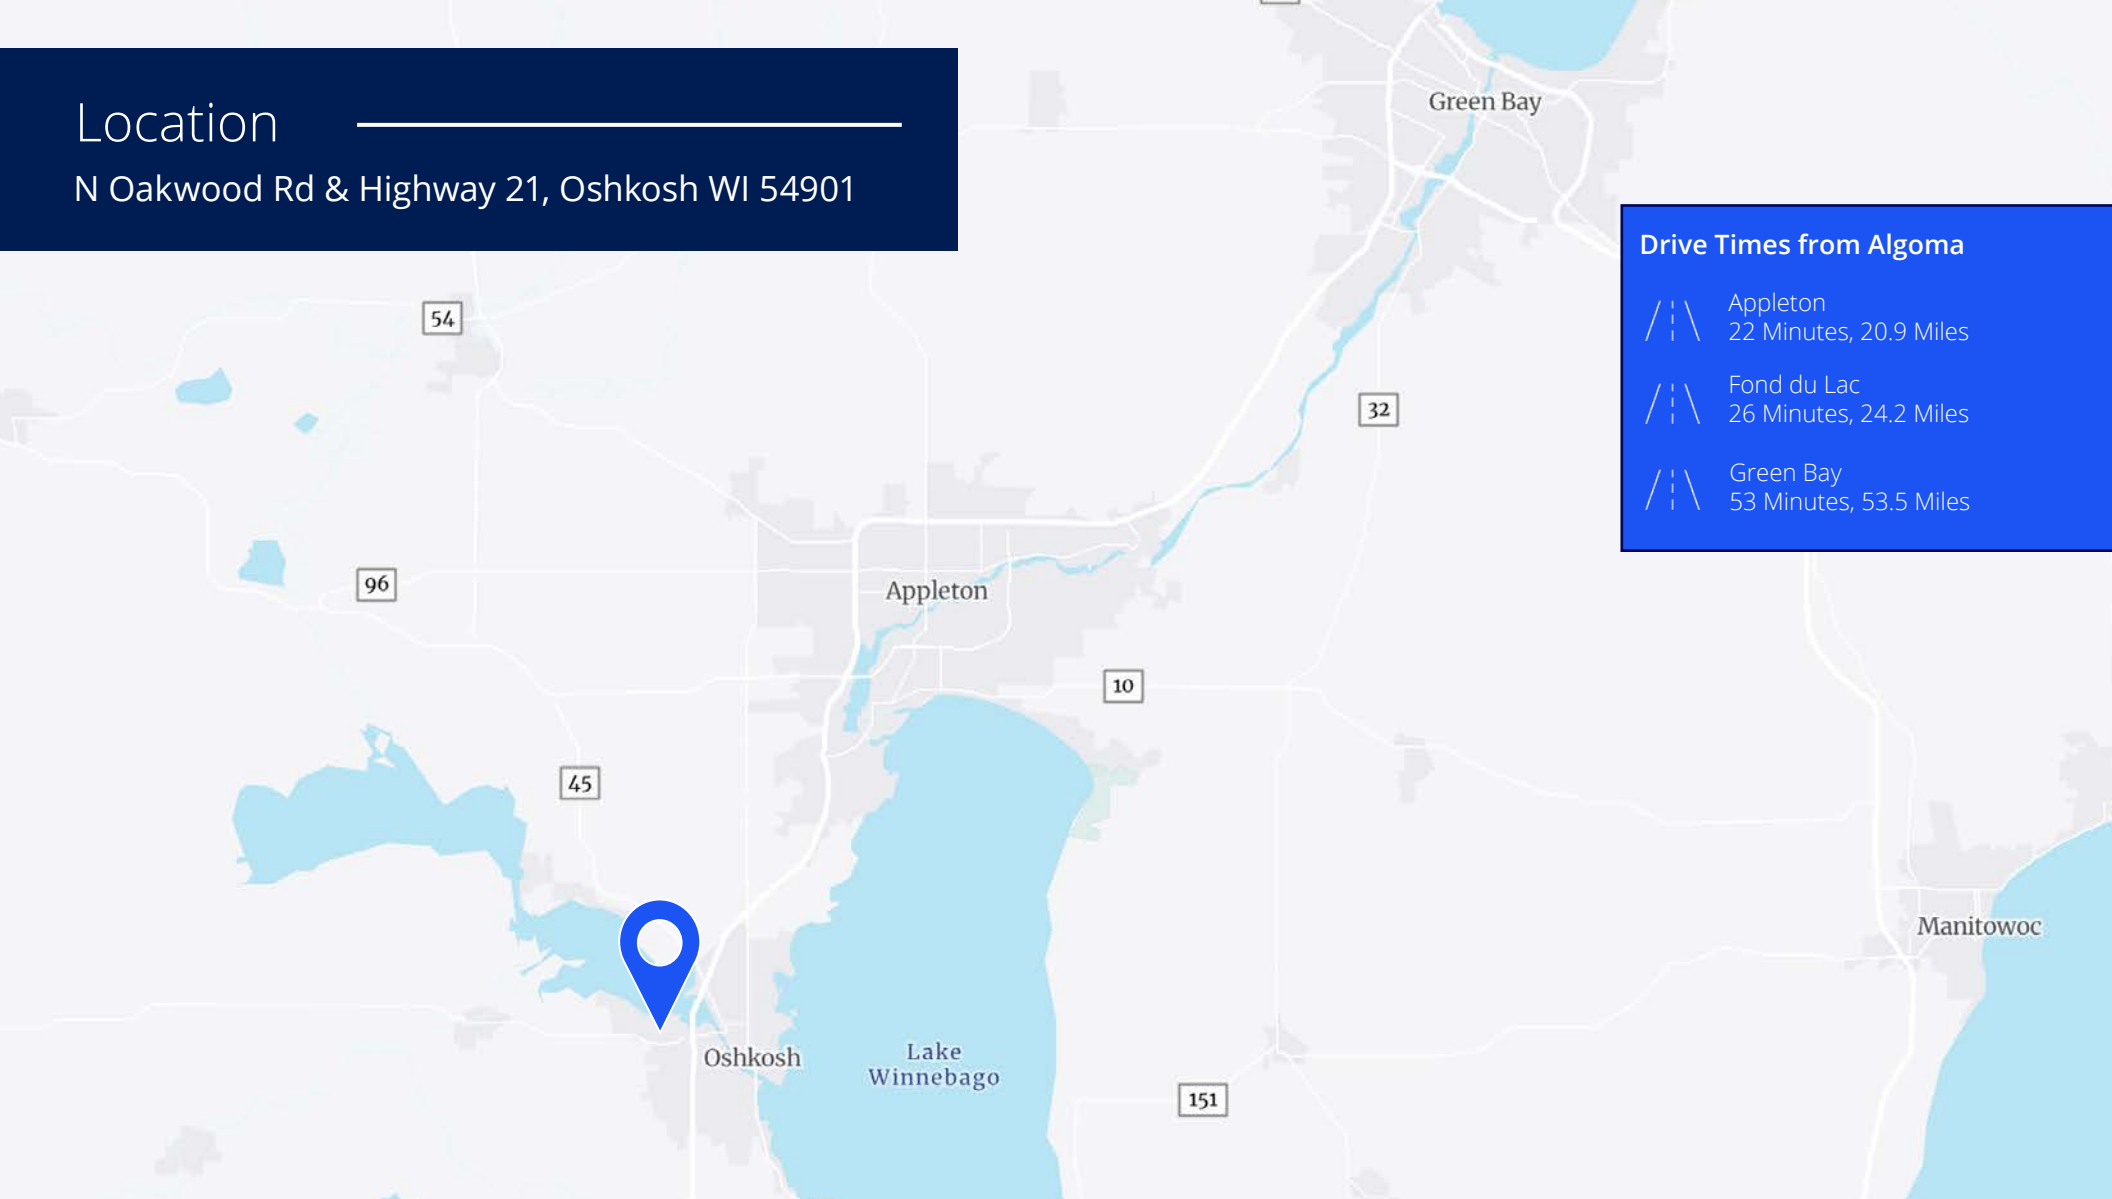 Location
N Oakwood Rd & Highway 21, Oshkosh WI 54901
Green Bay
Drive Times from Algoma
Appleton
22 Minutes, 20.9 Miles
Fond du Lac
26 Minutes, 24.2 Miles
Green Bay
53 Minutes, 53.5 Miles
54
32
96
Appleton
10
45
Manitowoc
Oshkosh
Lake
Winnebago
151